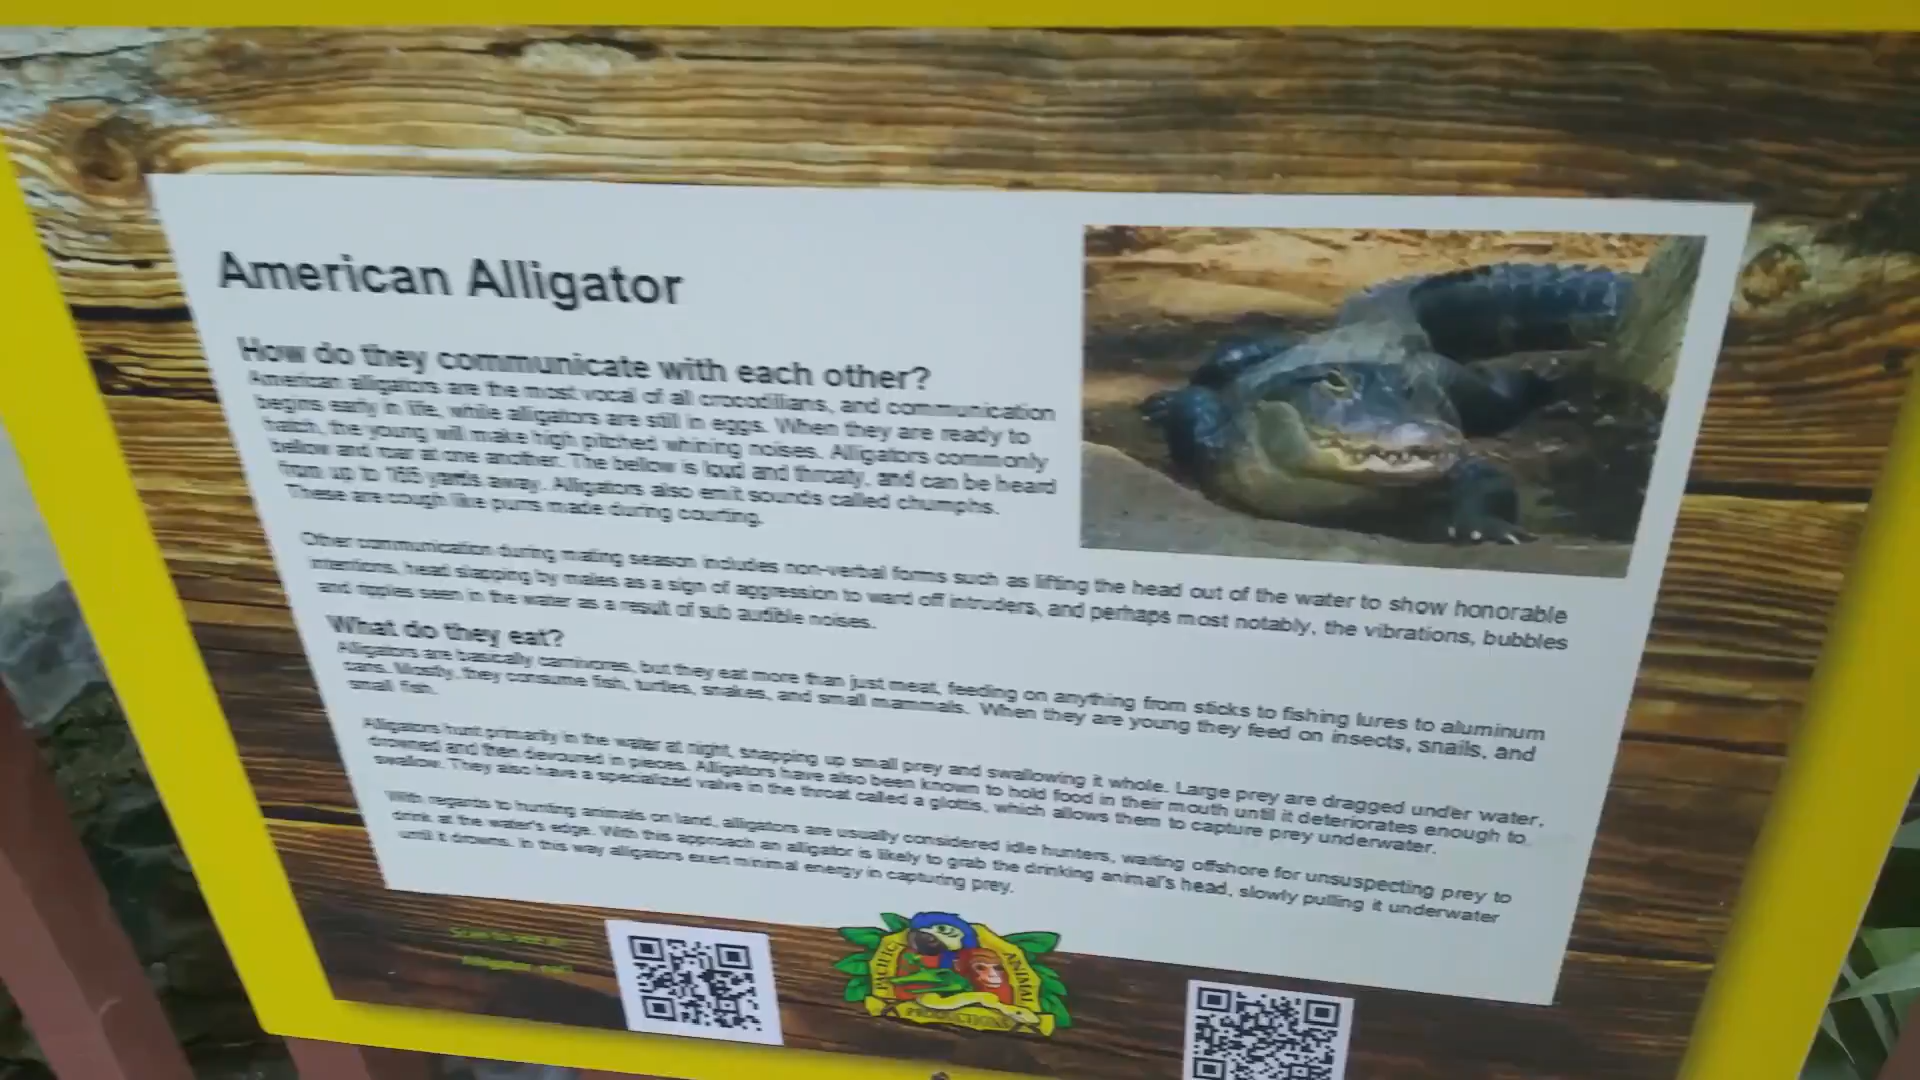 American Alligator
How do they communicate with each other?
American alligators are the most vocal of all crocodilians, and communication
begins early in life, while alligators are still in eggs. When they are ready to
hatch, the young will make high pitched whining noises. Alligators commonly
bellow and roar at one another. The bellow is loud and throaty, and can be heard
from up to 165 yards away. Alligators also emit sounds called chumphs.
These are cough like purrs made during courting.
Other communication during mating season includes non-verbal forms such as lifting the head out of the water to show honorable
intentions, head slapping by males as a sign of aggression to ward off intruders, and perhaps most notably, the vibrations, bubbles
and ripples seen in the water as a result of sub audible noises.
What do they eat?
Alligators are basically carnivores, but they eat more than just meat, feeding on anything from sticks to fishing lures to aluminum
cans. Mostly, they consume fish, turtles, snakes, and small mammals. When they are young they feed on insects, snails, and
small fish.
Alligators hunt primarily in the water at night, snapping up small prey and swallowing it whole. Large prey are dragged under water,
drowned and then devoured in pieces. Alligators have also been known to hold food in their mouth until it deteriorates enough to
swallow. They also have a specialized valve in the throat called a glottis, which allows them to capture prey underwater.
With regards to hunting animals on land, alligators are usually considered idle hunters, waiting offshore for unsuspecting prey to
drink at the water's edge. With this approach an alligator is likely to grab the drinking animal's head, slowly pulling it underwater
until it drowns. In this way alligators exert minimal energy in capturing prey.
PACIFIC ANIMAL
PRODUCTIONS